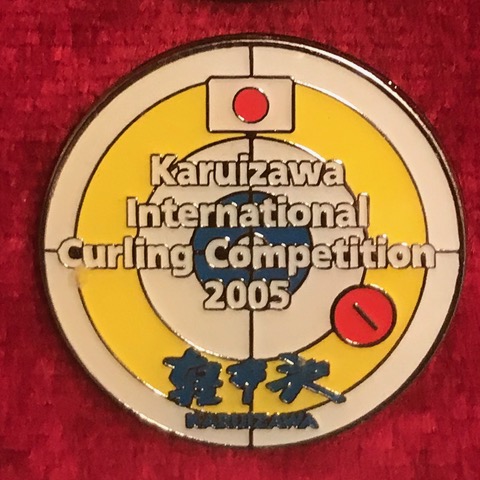 Karuizawa
International
Curling Competition
2005
軽井沢
KARUIZAWA